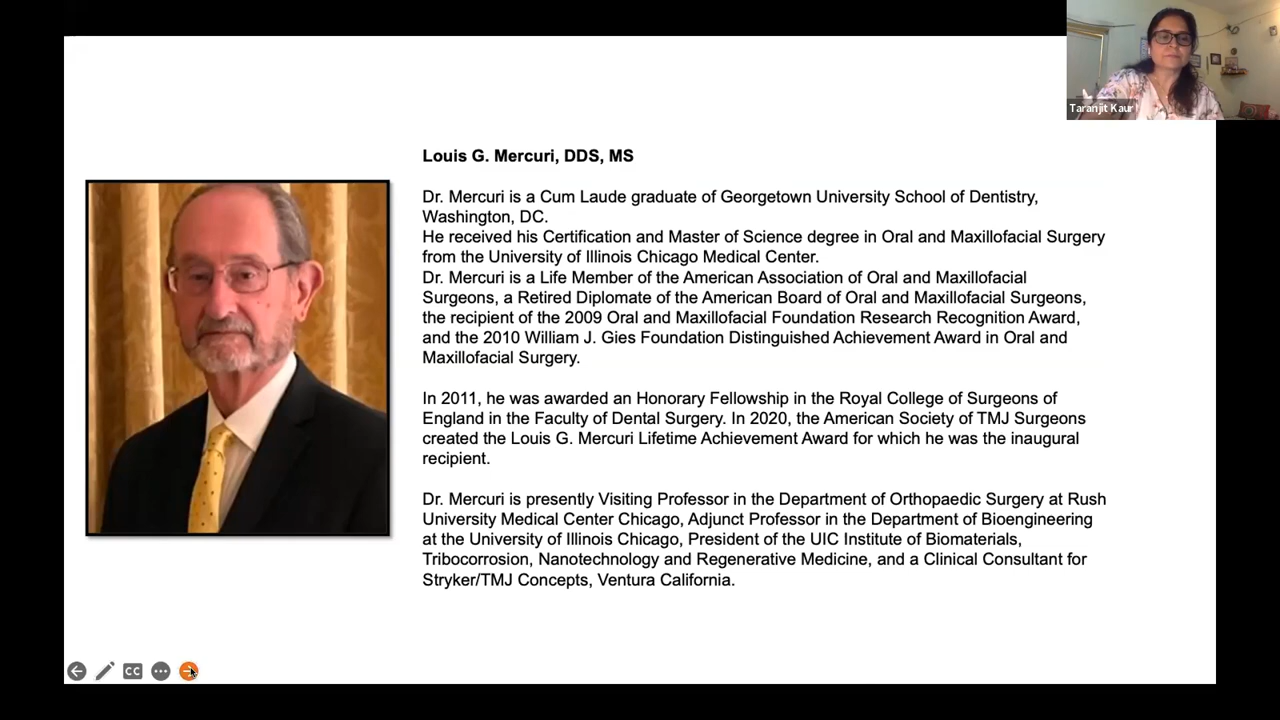 Taranjit Kaur
Louis G. Mercuri, DDS, MS
Dr. Mercuri is a Cum Laude graduate of Georgetown University School of Dentistry,
Washington, DC.
He received his Certification and Master of Science degree in Oral and Maxillofacial Surgery
from the University of Illinois Chicago Medical Center.
Dr. Mercuri is a Life Member of the American Association of Oral and Maxillofacial
Surgeons, a Retired Diplomate of the American Board of Oral and Maxillofacial Surgeons,
the recipient of the 2009 Oral and Maxillofacial Foundation Research Recognition Award,
and the 2010 William J. Gies Foundation Distinguished Achievement Award in Oral and
Maxillofacial Surgery.
In 2011, he was awarded an Honorary Fellowship in the Royal College of Surgeons of
England in the Faculty of Dental Surgery. In 2020, the American Society of TMJ Surgeons
created the Louis G. Mercuri Lifetime Achievement Award for which he was the inaugural
recipient.
Dr. Mercuri is presently Visiting Professor in the Department of Orthopaedic Surgery at Rush
University Medical Center Chicago, Adjunct Professor in the Department of Bioengineering
at the University of Illinois Chicago, President of the UIC Institute of Biomaterials,
Tribocorrosion, Nanotechnology and Regenerative Medicine, and a Clinical Consultant for
Stryker/TMJ Concepts, Ventura California.
CC